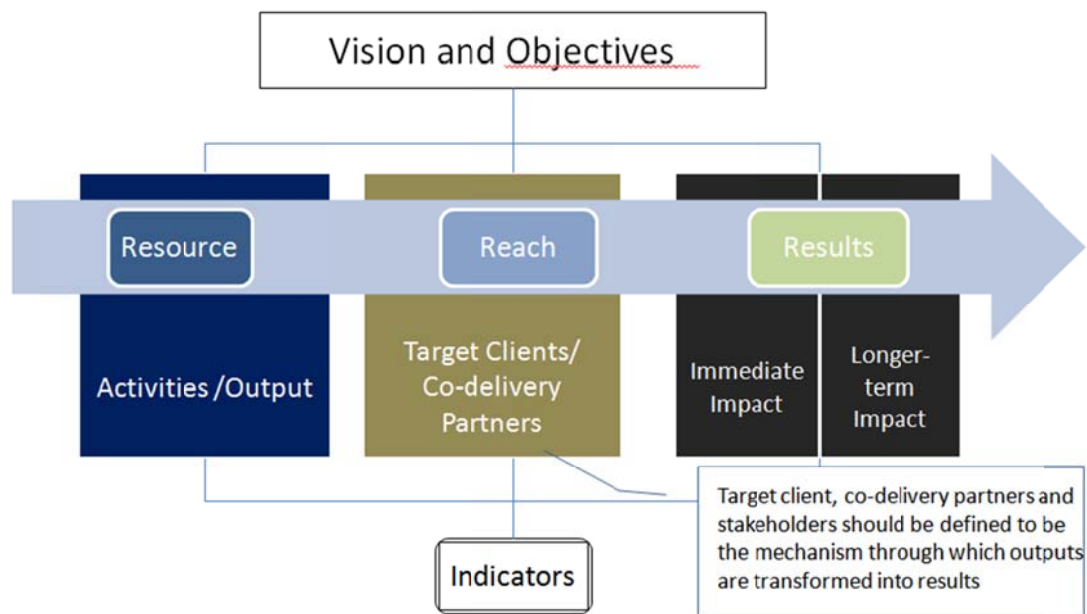 Vision and Objectives
Resource
Reach
Results
Activities /Output
Target Clients/
Co-delivery
Partners
Immediate
Impact
Longer-
term
Impact
Target client, co-delivery partners and
stakeholders should be defined to be
the mechanism through which outputs
are transformed into results
Indicators